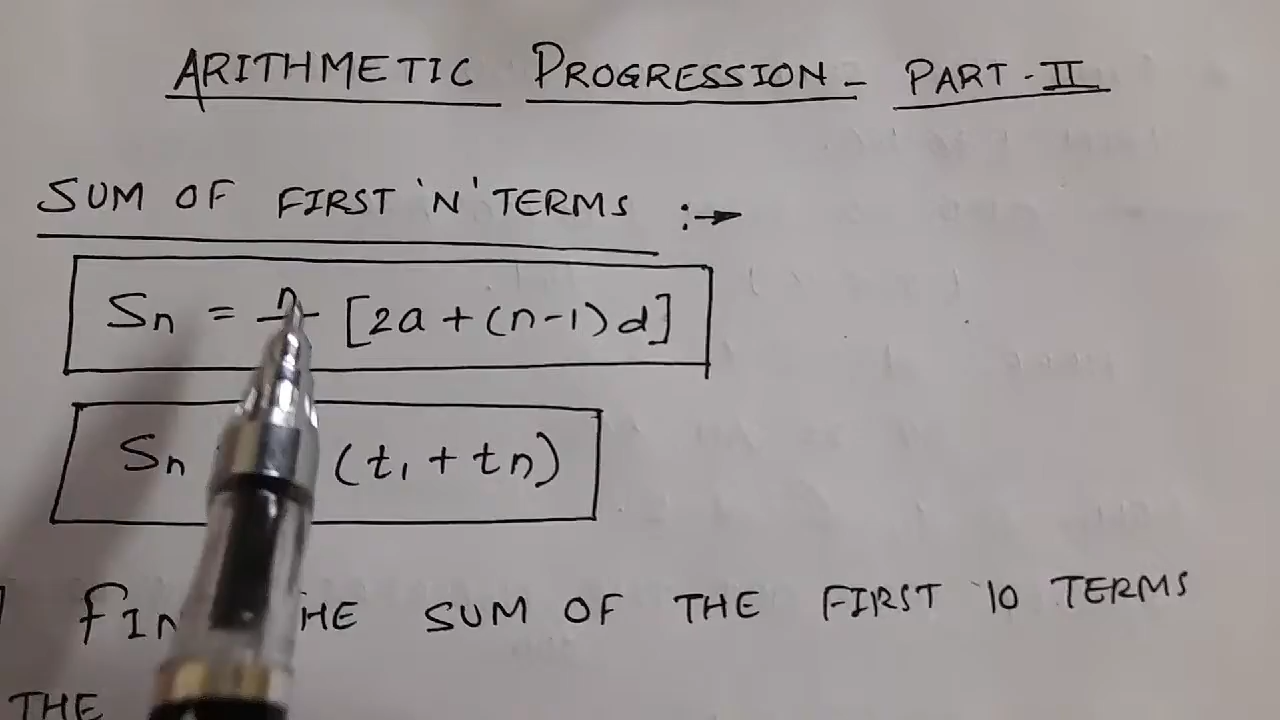 ARITHMETIC PROGRESSION - PART-II
SUM OF FIRST 'N' TERMS :→
Sn = n [2a + (n-1)d]
Sn (t1 + tn)
THE SUM OF THE FIRST 10 TERMS
THE